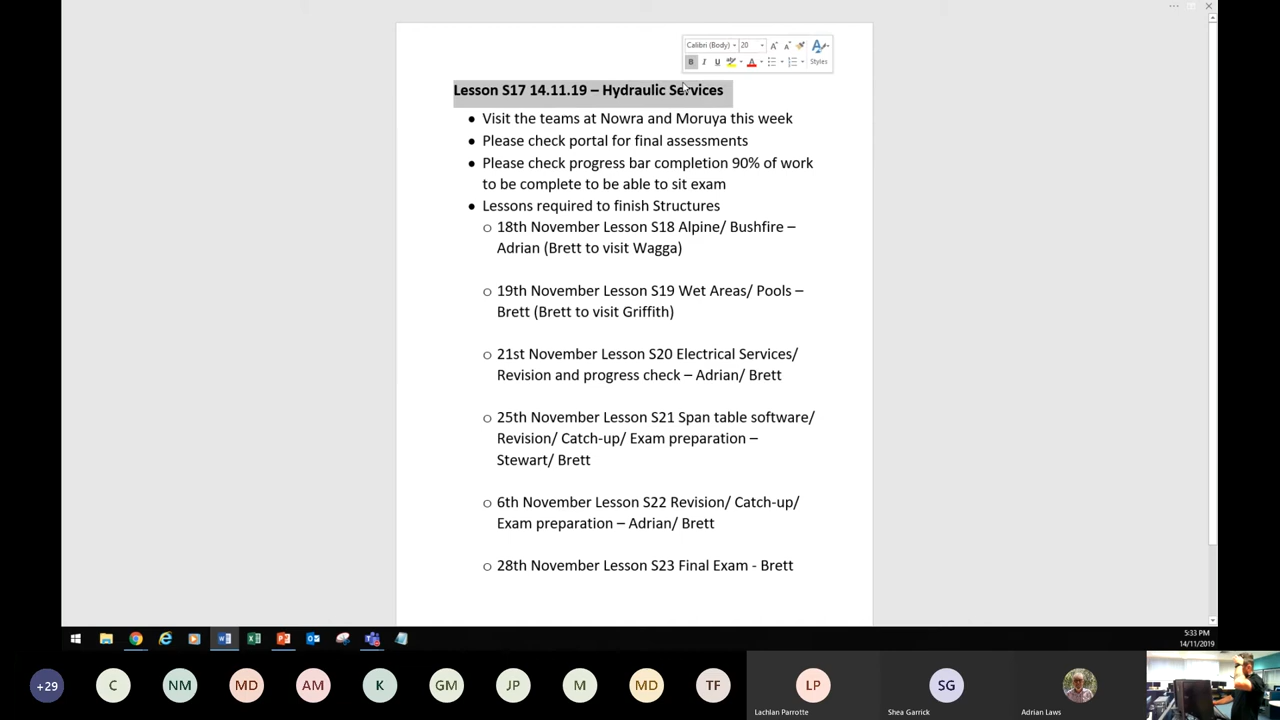 Calibri (Body) 20
Styles
Lesson S17 14.11.19 – Hydraulic Services
Visit the teams at Nowra and Moruya this week
Please check portal for final assessments
Please check progress bar completion 90% of work
to be complete to be able to sit exam
Lessons required to finish Structures
18th November Lesson S18 Alpine/ Bushfire –
Adrian (Brett to visit Wagga)
19th November Lesson S19 Wet Areas/ Pools –
Brett (Brett to visit Griffith)
21st November Lesson S20 Electrical Services/
Revision and progress check – Adrian/ Brett
25th November Lesson S21 Span table software/
Revision/ Catch-up/ Exam preparation –
Stewart/ Brett
6th November Lesson S22 Revision/ Catch-up/
Exam preparation – Adrian/ Brett
28th November Lesson S23 Final Exam - Brett
5:33 PM
14/11/2019
+29 C NM MD AM K GM JP M MD TF LP SG
Lachlan Parrotte Shea Garrick Adrian Laws